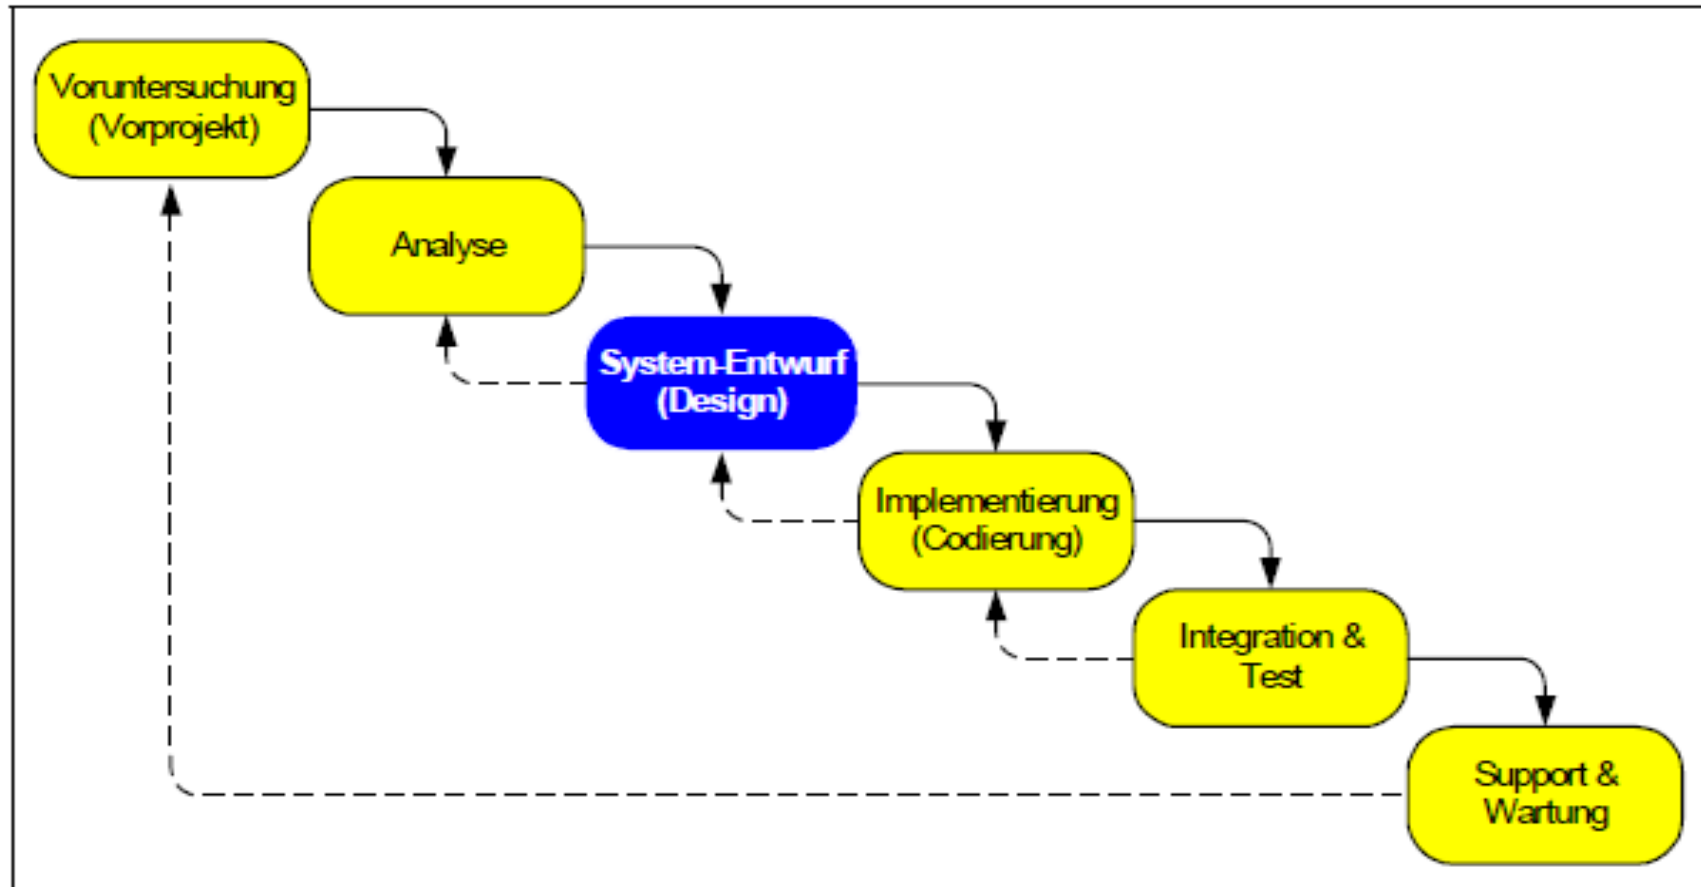 Voruntersuchung
(Vorprojekt)
Analyse
System-Entwurf
(Design)
Implementierung
(Codierung)
Integration &
Test
Support &
Wartung